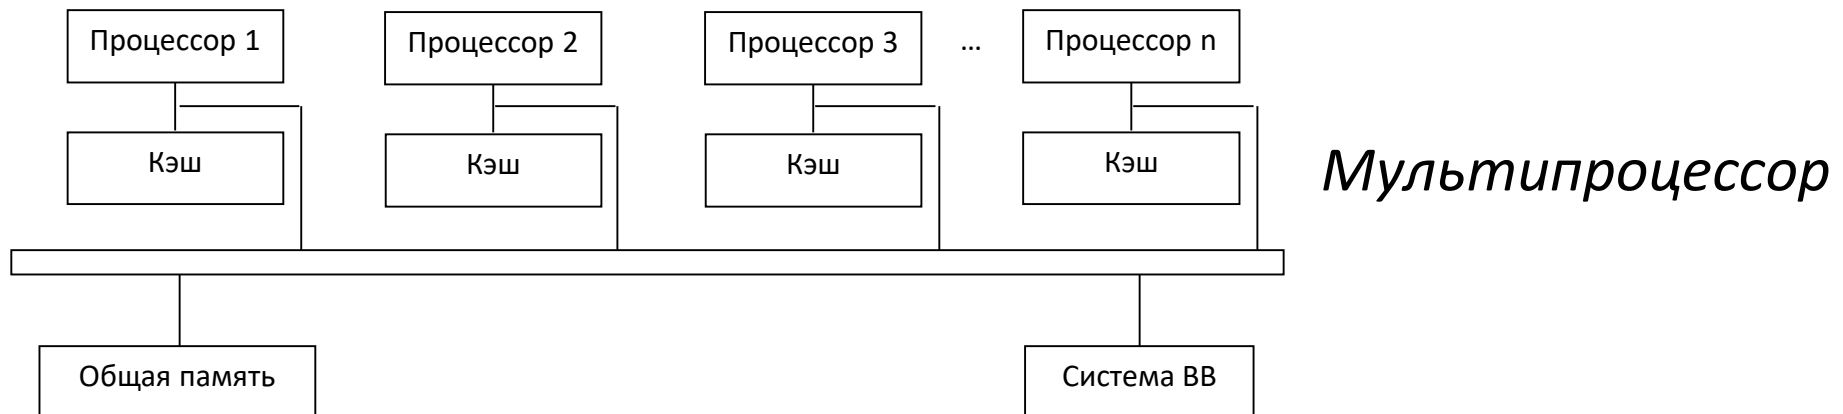 Процессор 1
Процессор 2
Процессор 3
...
Процессор n
Кэш
Кэш
Кэш
Кэш
Мультипроцессор
Общая память
Система ВВ